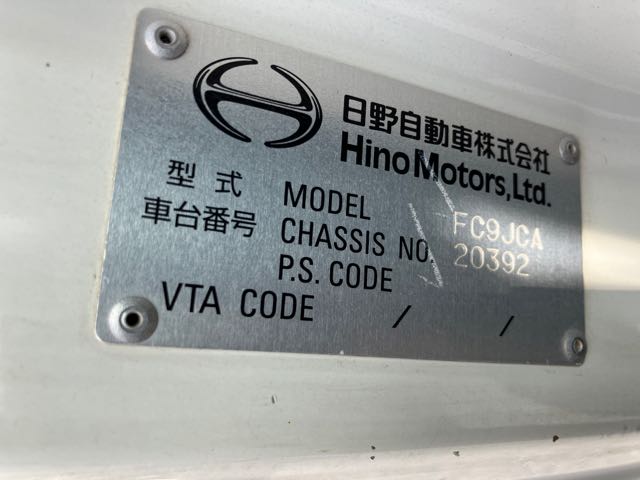 日野自動車株式会社
Hino Motors, Ltd.
型式 MODEL FC9JCA
車台番号 CHASSIS NO. 20392
P.S. CODE
VTA CODE / /